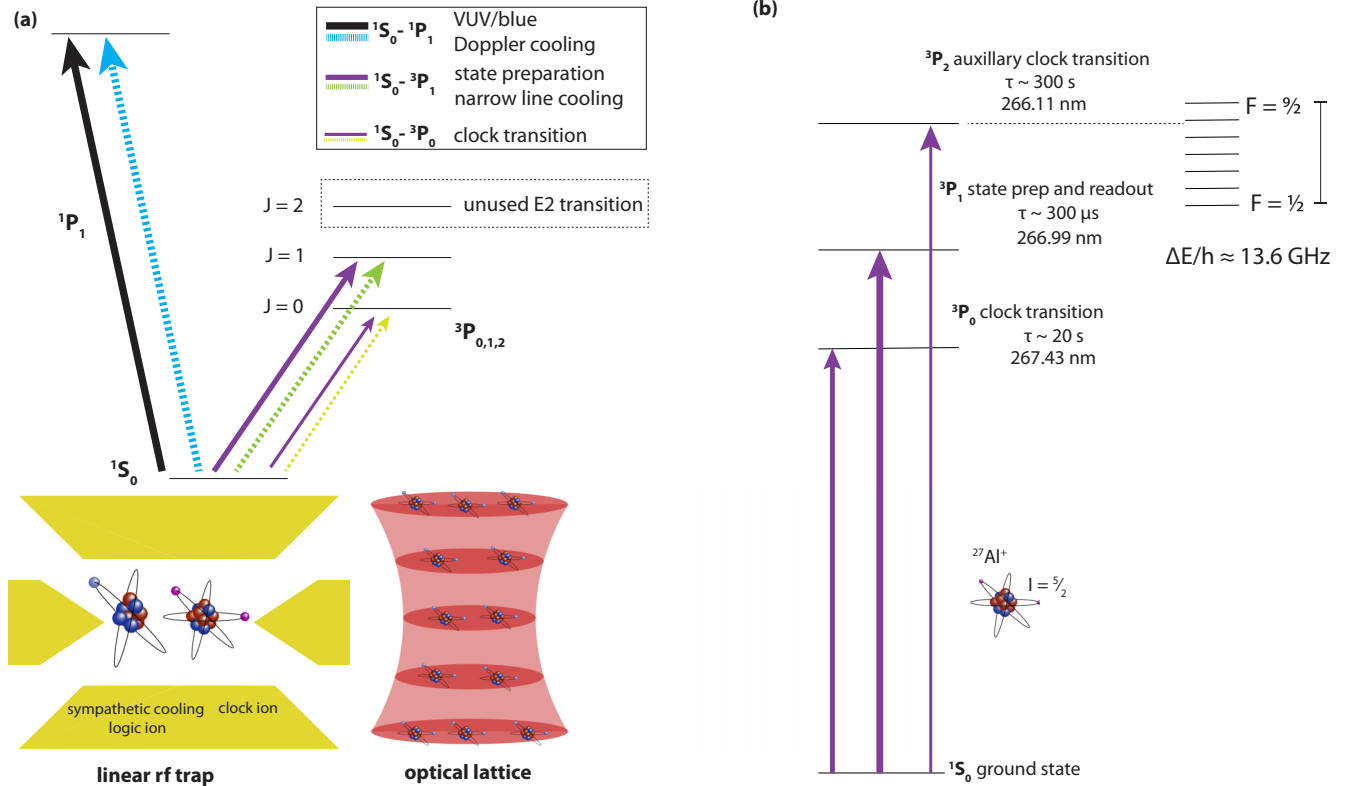 (a)
¹S₀ - ¹P₁ VUV/blue
Doppler cooling
¹S₀ - ³P₁ state preparation
narrow line cooling
¹S₀ - ³P₀ clock transition
¹P₁
J = 2
unused E2 transition
J = 1
J = 0
³P₀,₁,₂
¹S₀
sympathetic cooling
logic ion
clock ion
linear rf trap
optical lattice
(b)
³P₂ auxillary clock transition
τ ~ 300 s
266.11 nm
F = 9⁄2
F = ½
ΔE/h ≈ 13.6 GHz
³P₁ state prep and readout
τ ~ 300 µs
266.99 nm
³P₀ clock transition
τ ~ 20 s
267.43 nm
²⁷Al⁺
I = 5⁄2
¹S₀ ground state